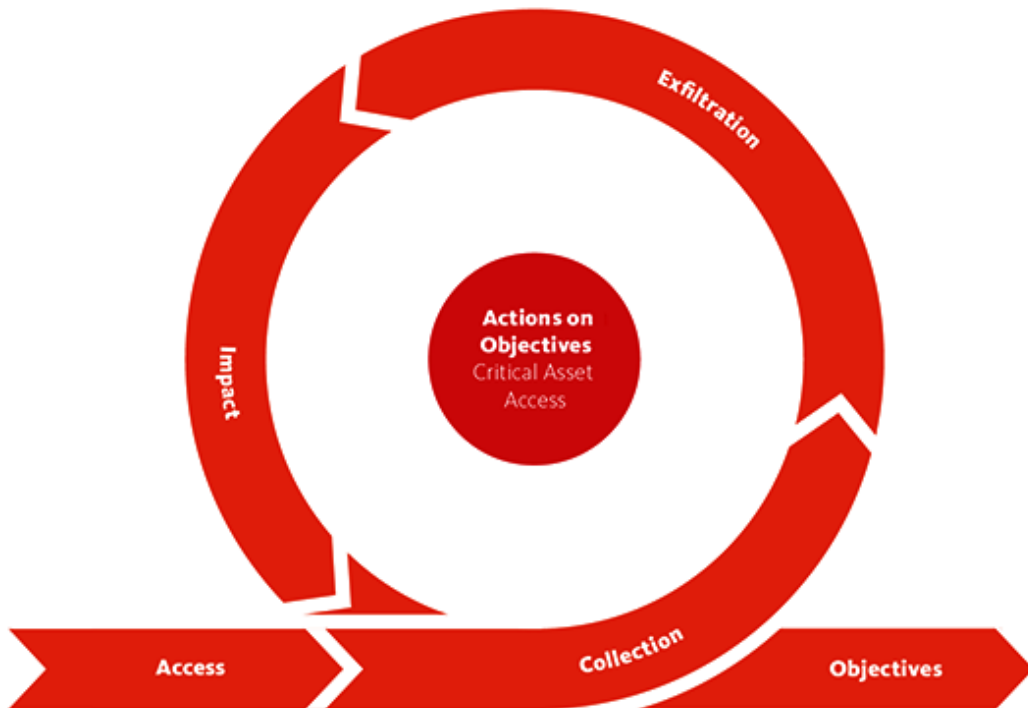 Exfiltration
Impact
Actions on
Objectives
Critical Asset
Access
Collection
Access
Objectives